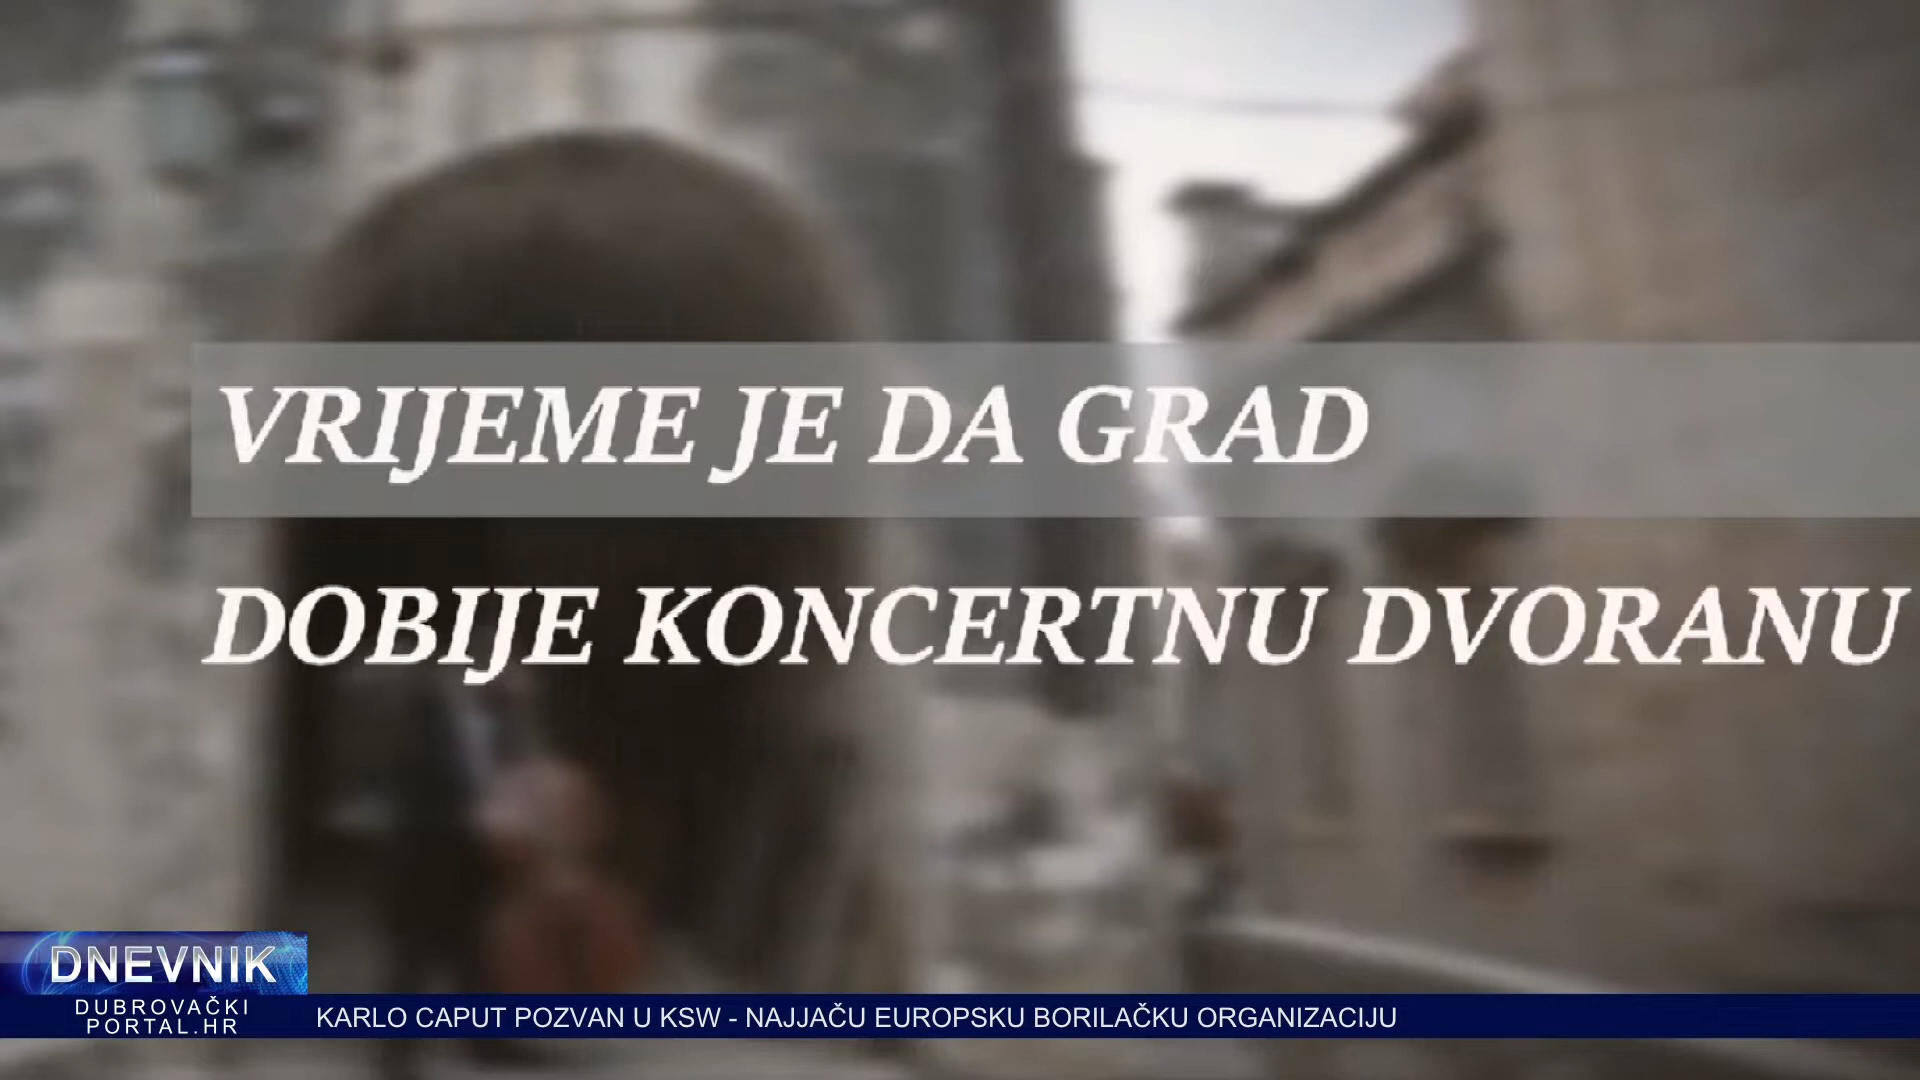 VRIJEME JE DA GRAD
DOBIJE KONCERTNU DVORANU
DNEVNIK
DUBROVAČKI
PORTAL.HR
KARLO CAPUT POZVAN U KSW - NAJJAČU EUROPSKU BORILAČKU ORGANIZACIJU